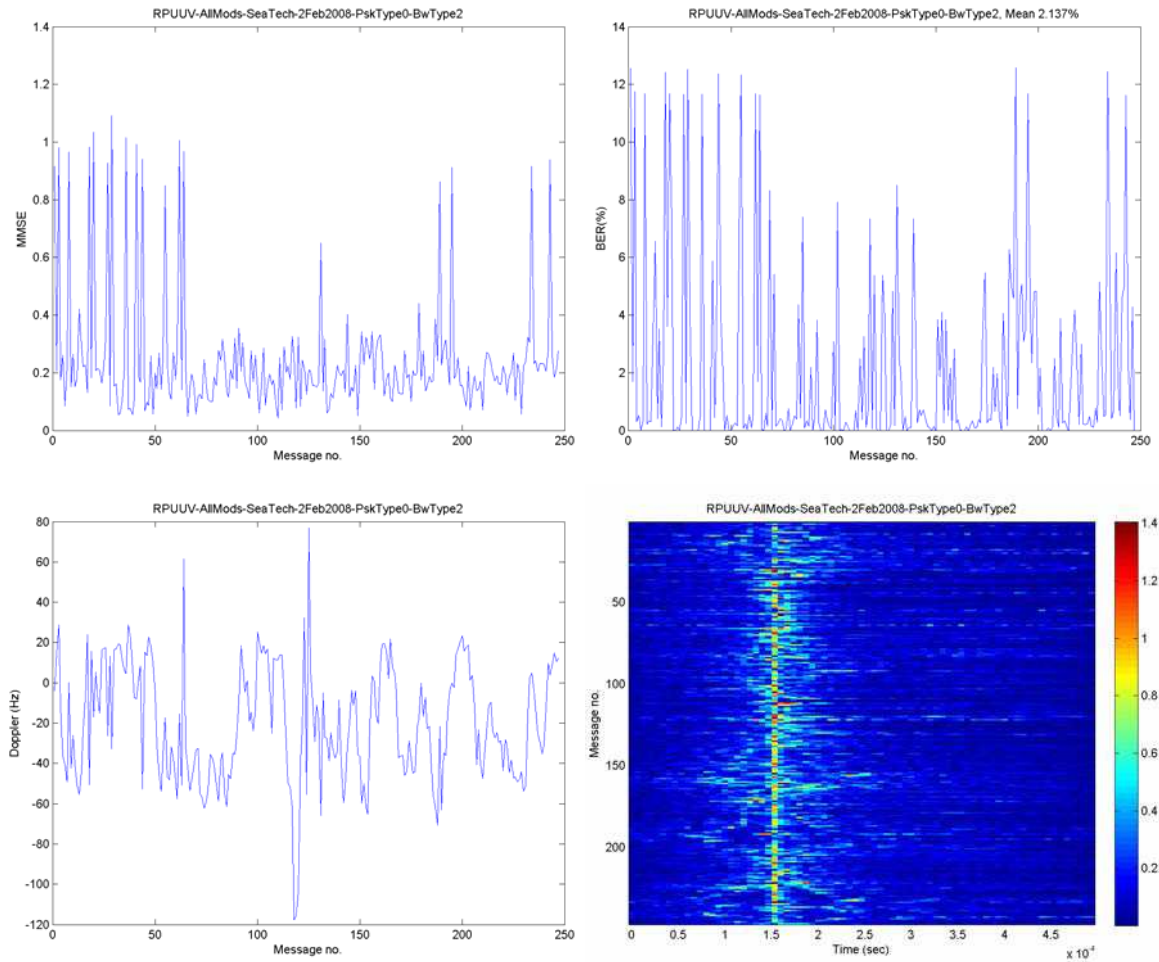 RPUUV-AllMods-SeaTech-2Feb2008-PskType0-BwType2
1.4
1.2
1
0.8
0.6
0.4
0.2
0
MMSE
0 50 100 150 200 250
Message no.
RPUUV-AllMods-SeaTech-2Feb2008-PskType0-BwType2, Mean 2.137%
14
12
10
8
6
4
2
0
BER(%)
0 50 100 150 200 250
Message no.
RPUUV-AllMods-SeaTech-2Feb2008-PskType0-BwType2
80
60
40
20
0
-20
-40
-60
-80
-100
-120
Doppler (Hz)
0 50 100 150 200 250
Message no.
RPUUV-AllMods-SeaTech-2Feb2008-PskType0-BwType2
50
100
150
200
Message no.
0 0.5 1 1.5 2 2.5 3 3.5 4 4.5
Time (sec)
x 10⁻⁴
1.4
1.2
1
0.8
0.6
0.4
0.2